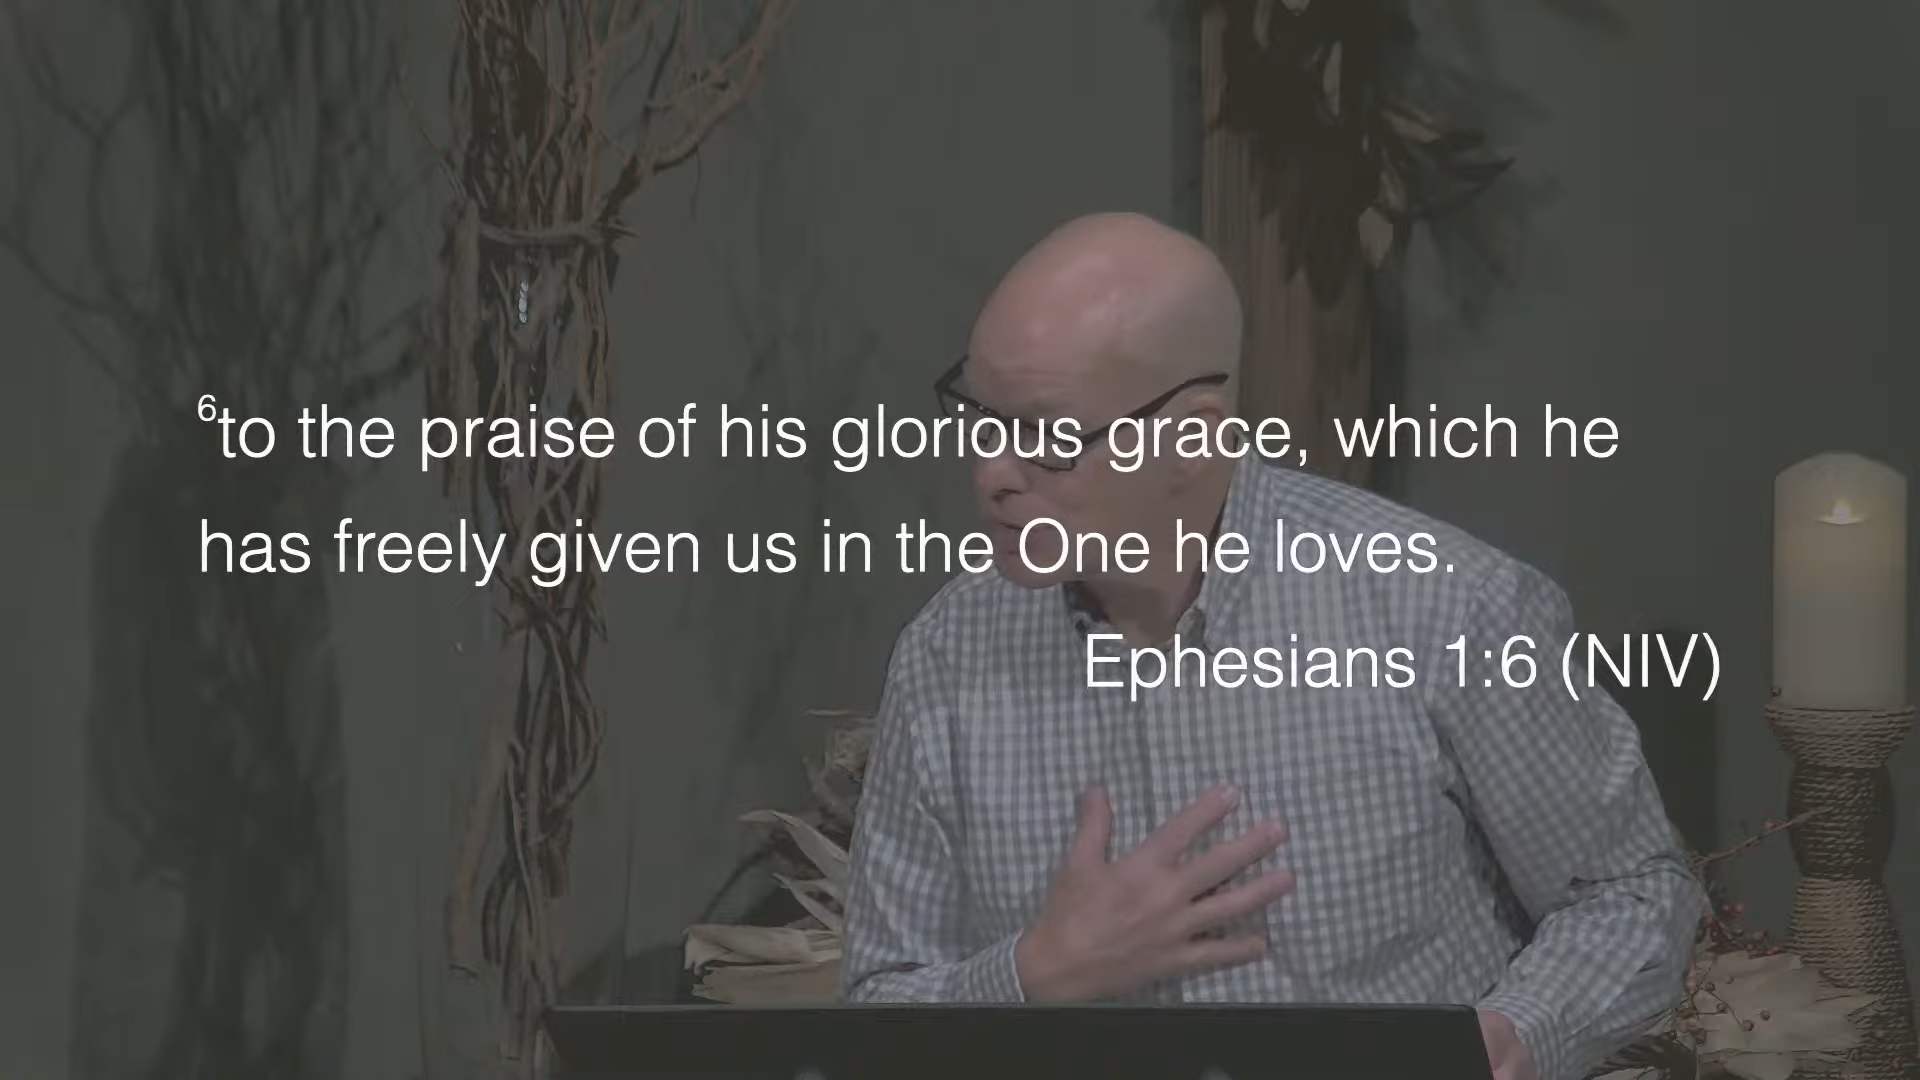 ⁶to the praise of his glorious grace, which he
has freely given us in the One he loves.
Ephesians 1:6 (NIV)